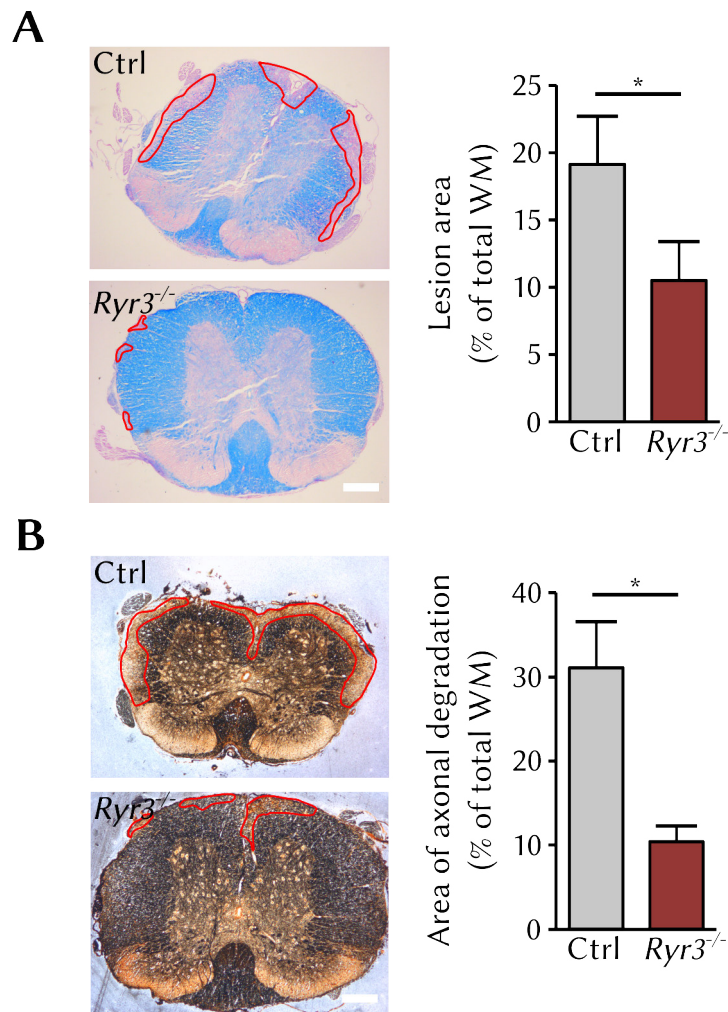 A
Ctrl
Ryr3-/-
Lesion area
(% of total WM)
25
20
15
10
5
0
*
Ctrl
Ryr3-/-
B
Ctrl
Ryr3-/-
Area of axonal degradation
(% of total WM)
40
30
20
10
0
*
Ctrl
Ryr3-/-